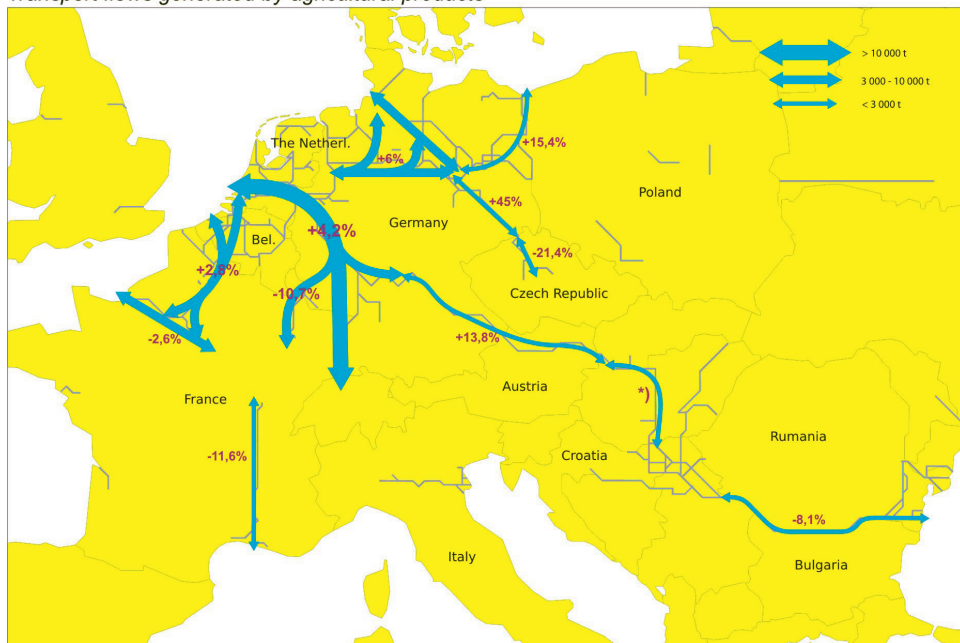 Transport flows generated by agricultural products
> 10 000 t
3 000 - 10 000 t
< 3 000 t
The Netherl.
+6%
+15,4%
Poland
+45%
Germany
+4,2%
Bel.
-21,4%
+2,8%
-10,7%
Czech Republic
-2,6%
+13,8%
Austria
*)
France
Rumania
Croatia
-11,6%
-8,1%
Italy
Bulgaria